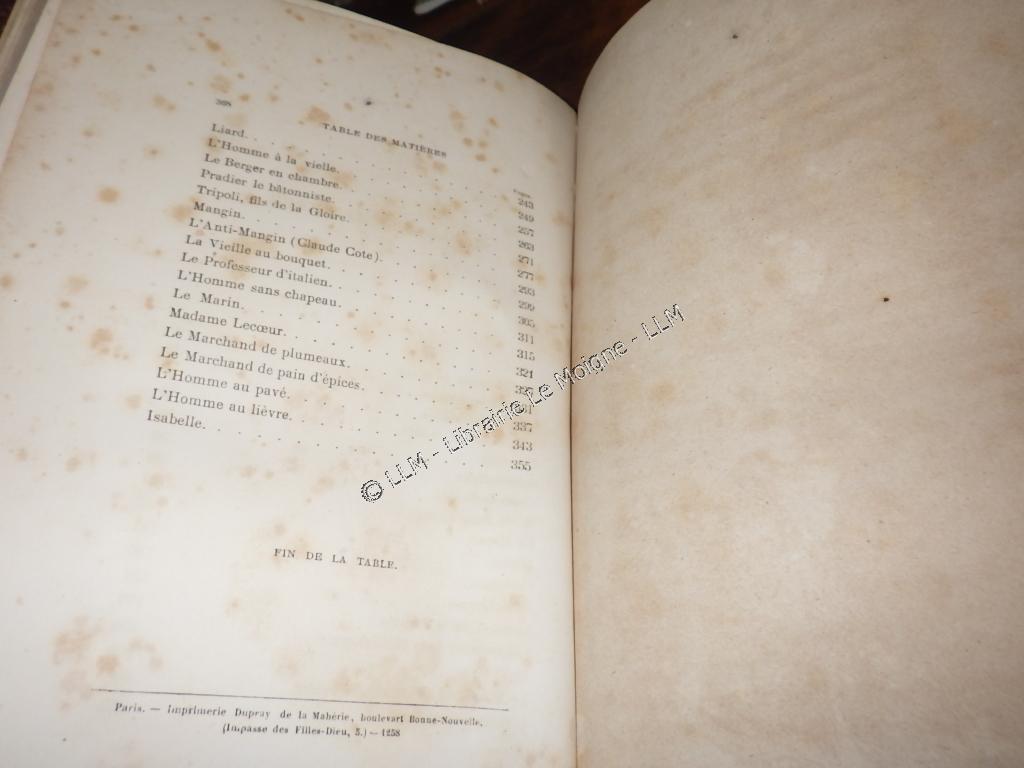 368
TABLE DES MATIÈRES
Pages
Liard. 243
L'Homme à la vielle. 249
Le Berger en chambre. 257
Pradier le bâtonniste. 263
Tripoli, fils de la Gloire. 271
Mangin. 277
L'Anti-Mangin (Claude Cote). 293
La Vieille au bouquet. 299
Le Professeur d'italien. 305
L'Homme sans chapeau. 311
Le Marin. 315
Madame Lecœur. 321
Le Marchand de plumeaux. 327
Le Marchand de pain d'épices.
L'Homme au pavé. 337
L'Homme au lièvre. 343
Isabelle. 355
© LLM - Librairie Le Moigne - LLM
FIN DE LA TABLE.
Paris. — Imprimerie Dupray de la Mahérie, boulevart Bonne-Nouvelle,
(Impasse des Filles-Dieu, 5.) — 1258